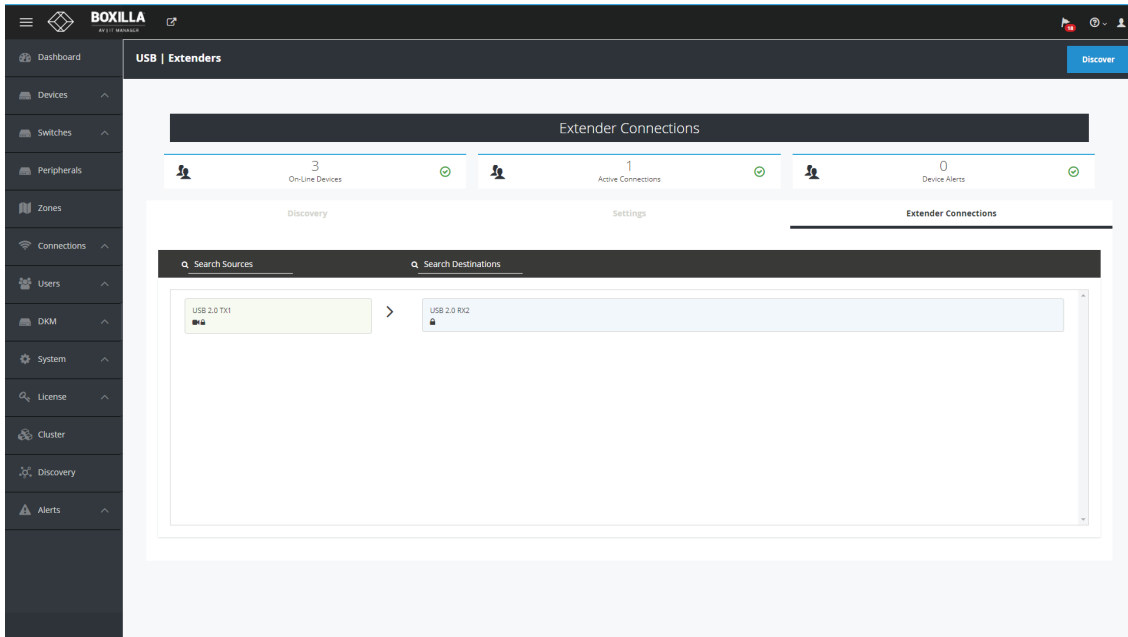 BOXILLA
AV | IT MANAGER
18
Dashboard
USB | Extenders
Discover
Devices
Switches
Extender Connections
Peripherals
3
On-Line Devices
1
Active Connections
0
Device Alerts
Zones
Discovery
Settings
Extender Connections
Connections
Search Sources
Search Destinations
Users
USB 2.0 TX1
USB 2.0 RX2
DKM
System
License
Cluster
Discovery
Alerts